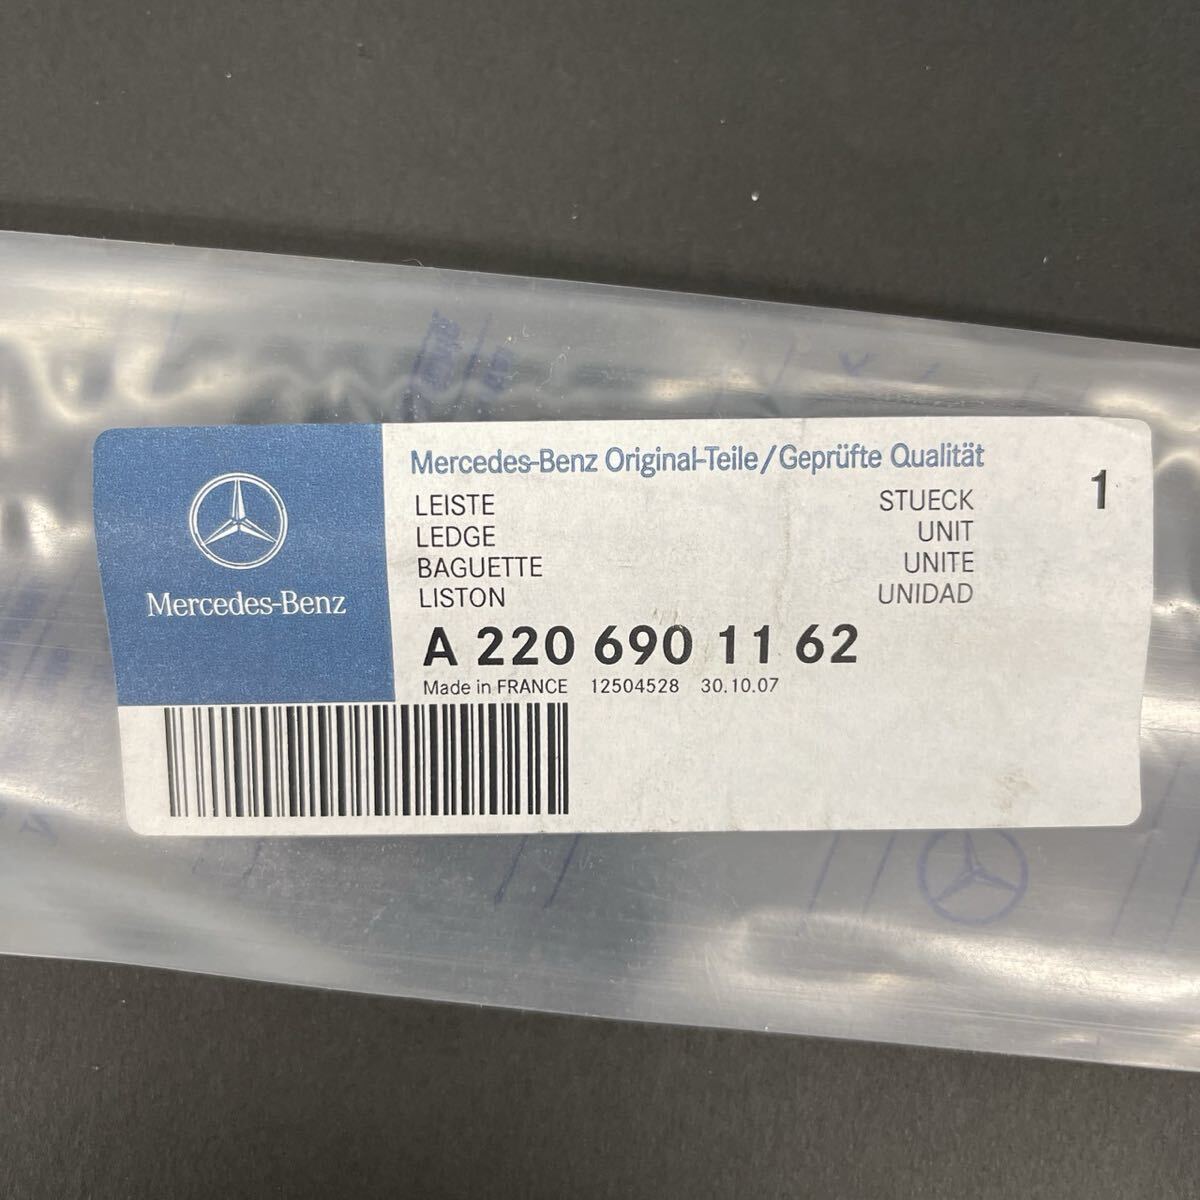 Mercedes-Benz
Mercedes-Benz Original-Teile/Geprüfte Qualität
LEISTE STUECK 1
LEDGE UNIT
BAGUETTE UNITE
LISTON UNIDAD
A 220 690 11 62
Made in FRANCE 12504528 30.10.07